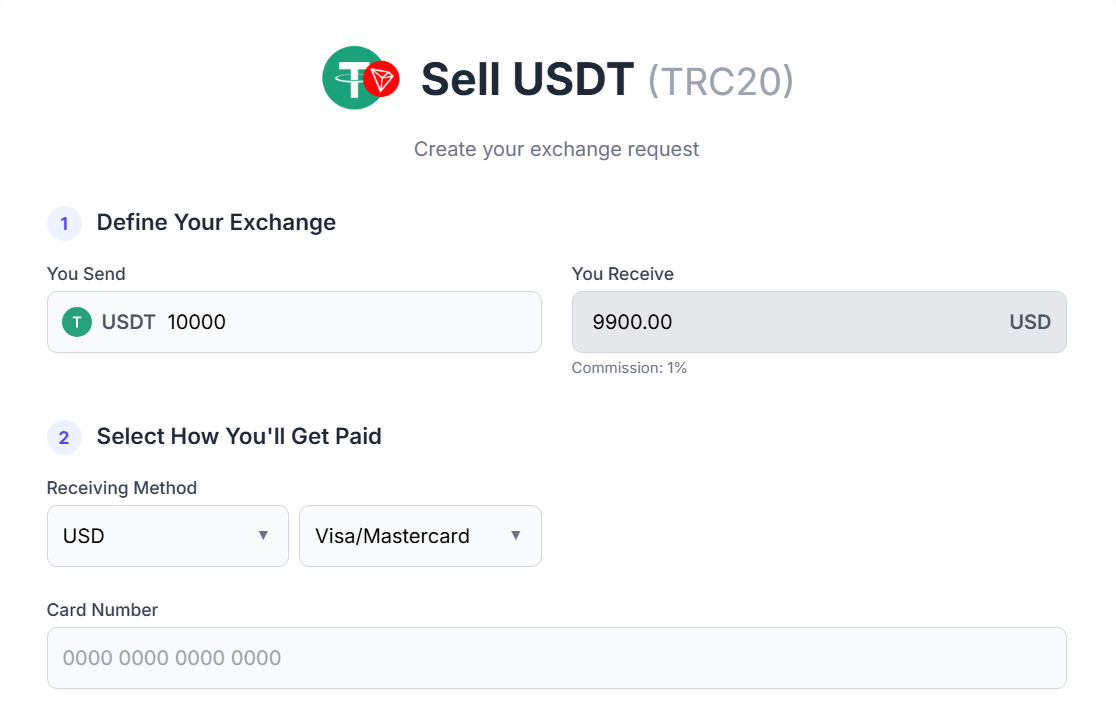 Sell USDT (TRC20)
Create your exchange request
1 Define Your Exchange
You Send
T USDT 10000
You Receive
9900.00 USD
Commission: 1%
2 Select How You'll Get Paid
Receiving Method
USD ▼ Visa/Mastercard ▼
Card Number
0000 0000 0000 0000